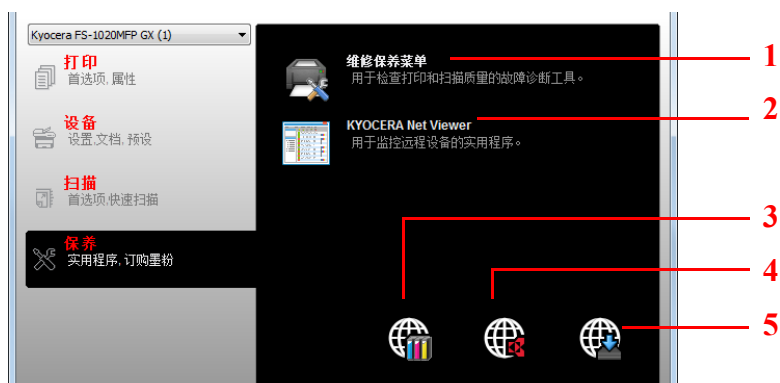 Kyocera FS-1020MFP GX (1)
打印
首选项, 属性
设备
设置,文档, 预设
扫描
首选项,快速扫描
保养
实用程序, 订购墨粉
维修保养菜单
用于检查打印和扫描质量的故障诊断工具。
KYOCERA Net Viewer
用于监控远程设备的实用程序。
1
2
3
4
5